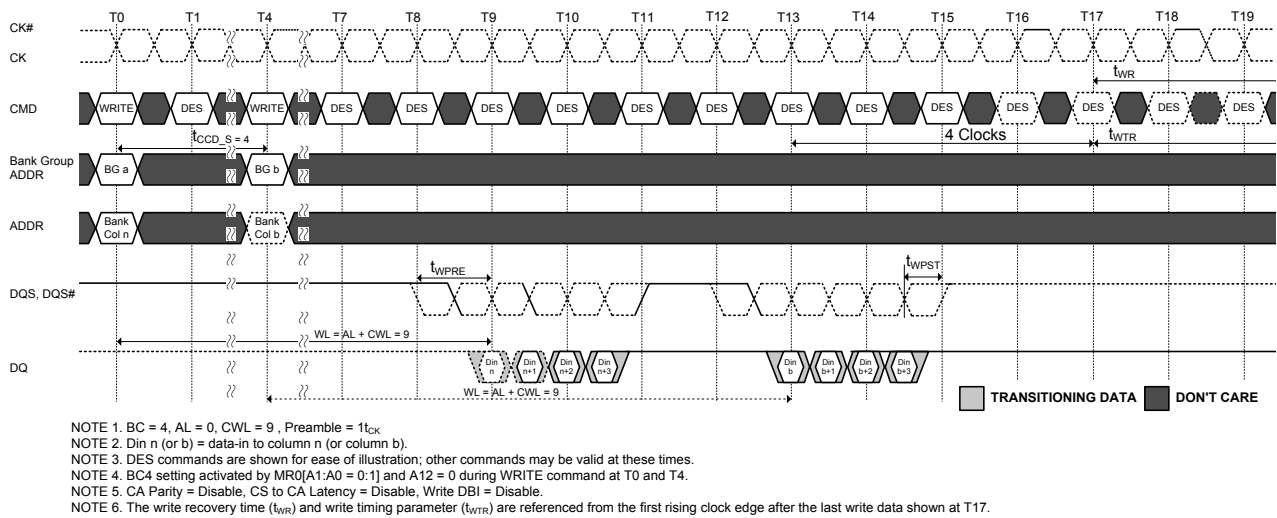 T0 T1 T4 T7 T8 T9 T10 T11 T12 T13 T14 T15 T16 T17 T18 T19
CK#
CK
tWR
CMD WRITE DES WRITE DES DES DES DES DES DES DES DES DES DES DES DES DES
tCCD_S = 4
4 Clocks
tWTR
Bank Group
ADDR
BG a BG b
ADDR
Bank
Col n
Bank
Col b
tWPRE
tWPST
DQS, DQS#
WL = AL + CWL = 9
DQ
Din
n
Din
n+1
Din
n+2
Din
n+3
Din
b
Din
b+1
Din
b+2
Din
b+3
WL = AL + CWL = 9
TRANSITIONING DATA DON'T CARE
NOTE 1. BC = 4, AL = 0, CWL = 9 , Preamble = 1tCK
NOTE 2. Din n (or b) = data-in to column n (or column b).
NOTE 3. DES commands are shown for ease of illustration; other commands may be valid at these times.
NOTE 4. BC4 setting activated by MR0[A1:A0 = 0:1] and A12 = 0 during WRITE command at T0 and T4.
NOTE 5. CA Parity = Disable, CS to CA Latency = Disable, Write DBI = Disable.
NOTE 6. The write recovery time (tWR) and write timing parameter (tWTR) are referenced from the first rising clock edge after the last write data shown at T17.